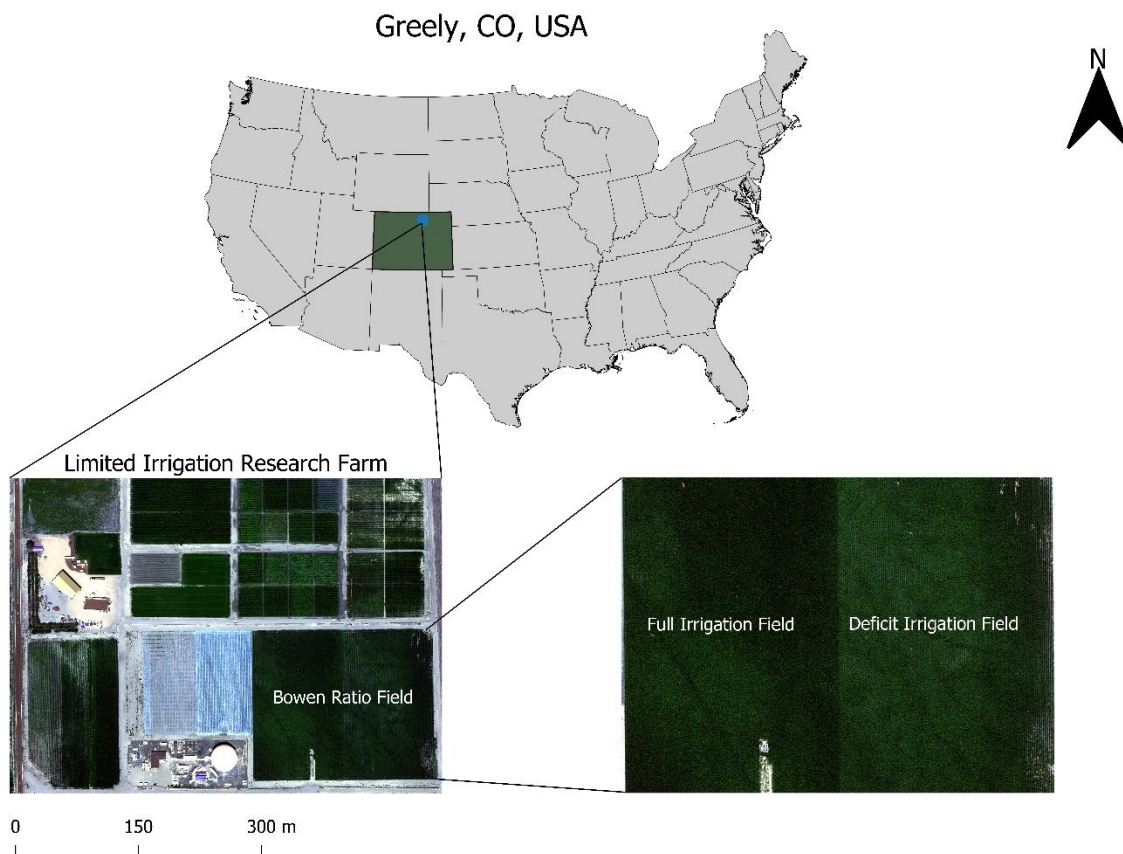 Greely, CO, USA
N
Limited Irrigation Research Farm
Bowen Ratio Field
Full Irrigation Field
Deficit Irrigation Field
0 150 300 m